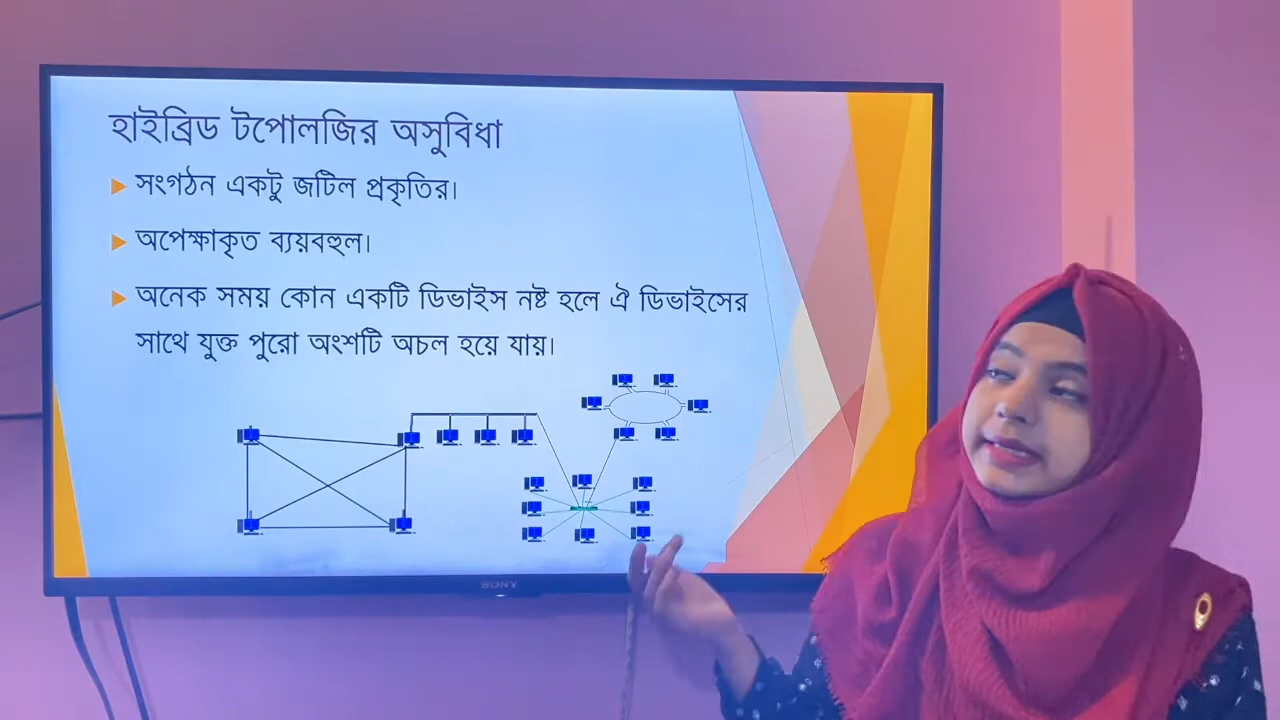 হাইব্রিড টপোলজির অসুবিধা
সংগঠন একটু জটিল প্রকৃতির।
অপেক্ষাকৃত ব্যয়বহুল।
অনেক সময় কোন একটি ডিভাইস নষ্ট হলে ঐ ডিভাইসের
সাথে যুক্ত পুরো অংশটি অচল হয়ে যায়।
SONY